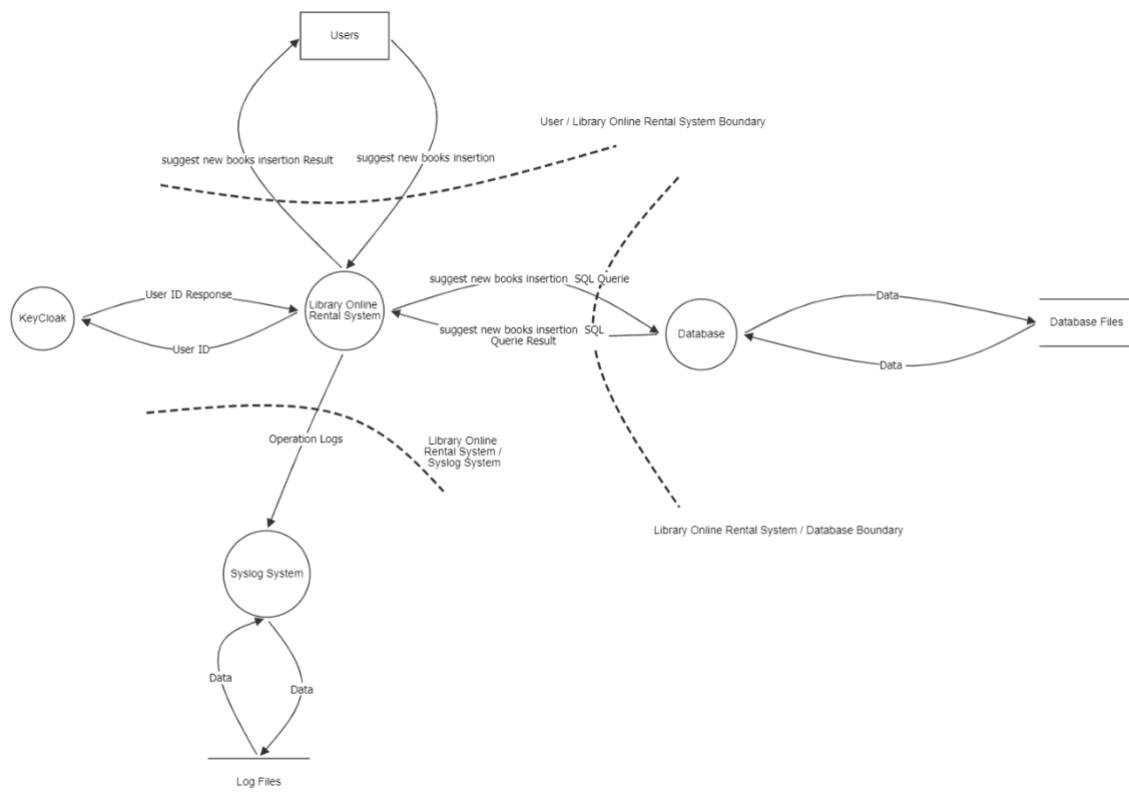 Users
User / Library Online Rental System Boundary
suggest new books insertion Result
suggest new books insertion
suggest new books insertion  SQL Querie
User ID Response
Library Online
Rental System
KeyCloak
Data
Database Files
suggest new books insertion  SQL
Querie Result
Database
User ID
Data
Operation Logs
Library Online
Rental System /
Syslog System
Library Online Rental System / Database Boundary
Syslog System
Data
Data
Log Files